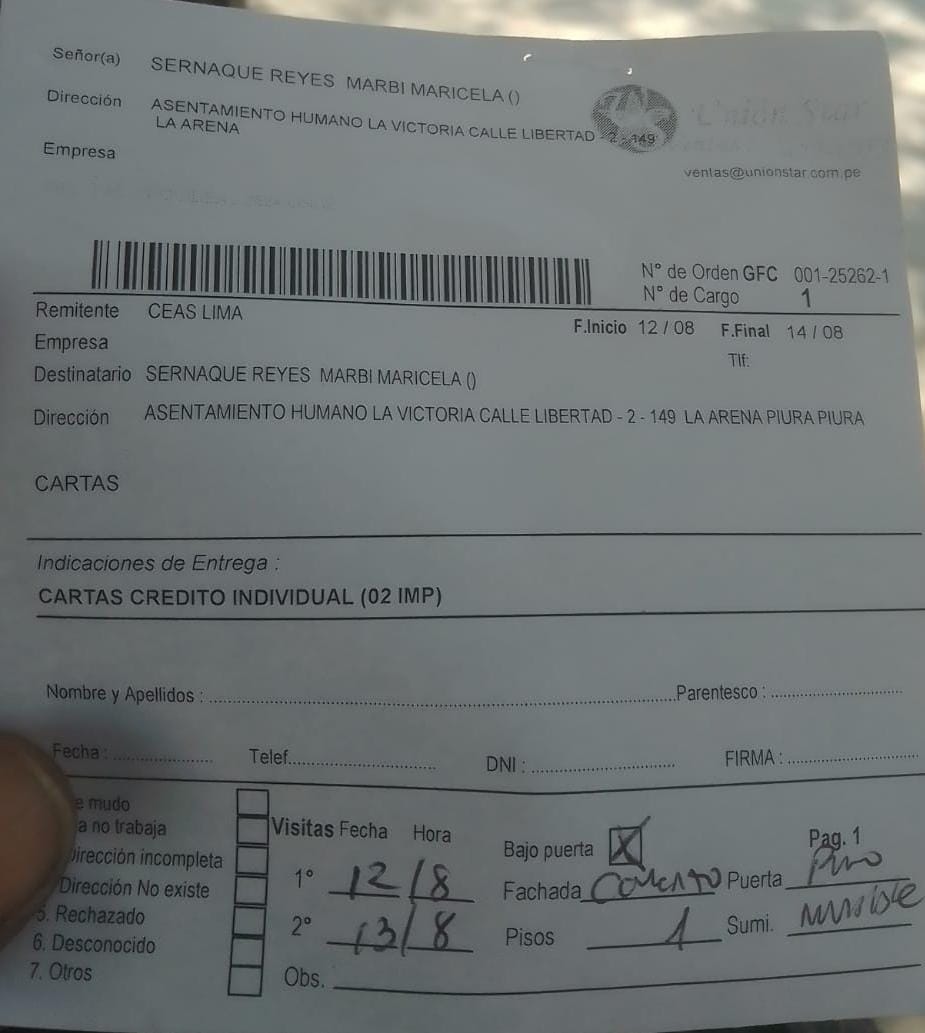 Señor(a) SERNAQUE REYES MARBI MARICELA ()
Dirección ASENTAMIENTO HUMANO LA VICTORIA CALLE LIBERTAD - 2 - 149
LA ARENA
Empresa
Unión Star
ventas@unionstar.com.pe
N° de Orden GFC 001-25262-1
N° de Cargo 1
Remitente CEAS LIMA
F.Inicio 12 / 08 F.Final 14 / 08
Empresa
Tlf:
Destinatario SERNAQUE REYES MARBI MARICELA ()
Dirección ASENTAMIENTO HUMANO LA VICTORIA CALLE LIBERTAD - 2 - 149 LA ARENA PIURA PIURA
CARTAS
Indicaciones de Entrega :
CARTAS CREDITO INDIVIDUAL (02 IMP)
Nombre y Apellidos : Parentesco :
Fecha : Telef. DNI : FIRMA :
e mudo
a no trabaja
Dirección incompleta
Dirección No existe
5. Rechazado
6. Desconocido
7. Otros
Visitas Fecha Hora
1° 12/8
2° 13/8
Obs.
Bajo puerta X
Pag. 1
Fachada Puerta
Pisos 1 Sumi.